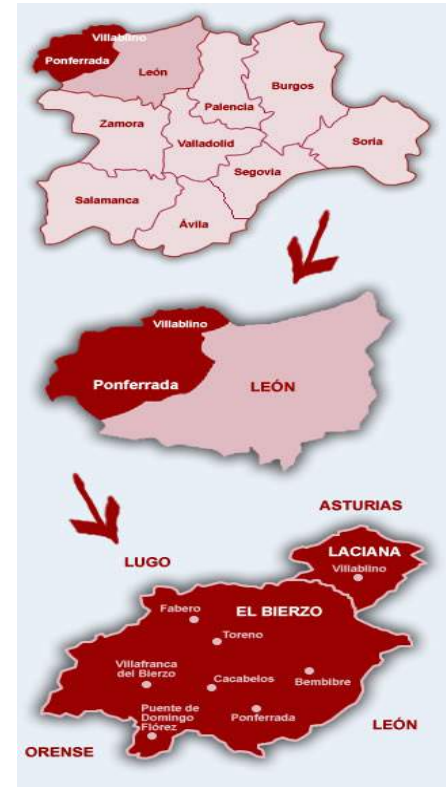 Villablino
Ponferrada
León
Burgos
Palencia
Zamora
Valladolid
Soria
Segovia
Salamanca
Ávila
Villablino
Ponferrada
LEÓN
ASTURIAS
LUGO
LACIANA
Villablino
Fabero
EL BIERZO
Toreno
Villafranca
del Bierzo
Cacabelos
Bembibre
Puente de
Domingo
Flórez
Ponferrada
LEÓN
ORENSE